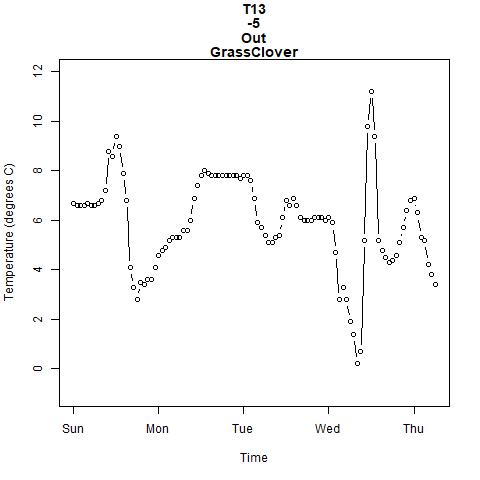 T13
-5
Out
GrassClover
Temperature (degrees C)
12
10
8
6
4
2
0
Sun
Mon
Tue
Wed
Thu
Time